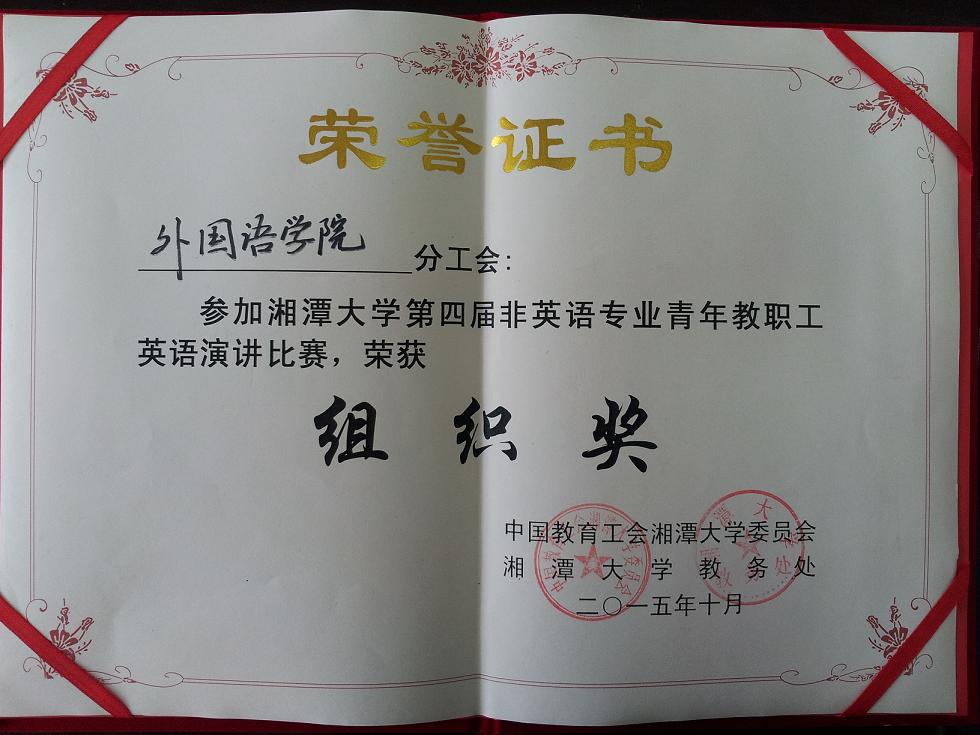 荣誉证书
外国语学院分工会:
参加湘潭大学第四届非英语专业青年教职工
英语演讲比赛，荣获
组织奖
中国教育工会湘潭大学委员会
湘潭大学教务处
二〇一五年十月